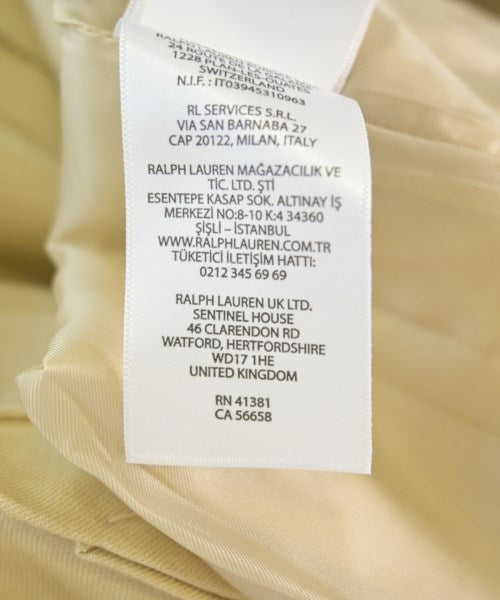 24 ROUTE DE
1228 PLAN-LES-OUATES
SWITZERLAND
N.I.F. : IT03945310963
RL SERVICES S.R.L.
VIA SAN BARNABA 27
CAP 20122, MILAN, ITALY
RALPH LAUREN MAĞAZACILIK VE
TİC. LTD. ŞTİ
ESENTEPE KASAP SOK. ALTINAY İŞ
MERKEZİ NO:8-10 K:4 34360
ŞİŞLİ – İSTANBUL
WWW.RALPHLAUREN.COM.TR
TÜKETİCİ İLETİŞİM HATTI:
0212 345 69 69
RALPH LAUREN UK LTD.
SENTINEL HOUSE
46 CLARENDON RD
WATFORD, HERTFORDSHIRE
WD17 1HE
UNITED KINGDOM
RN 41381
CA 56658